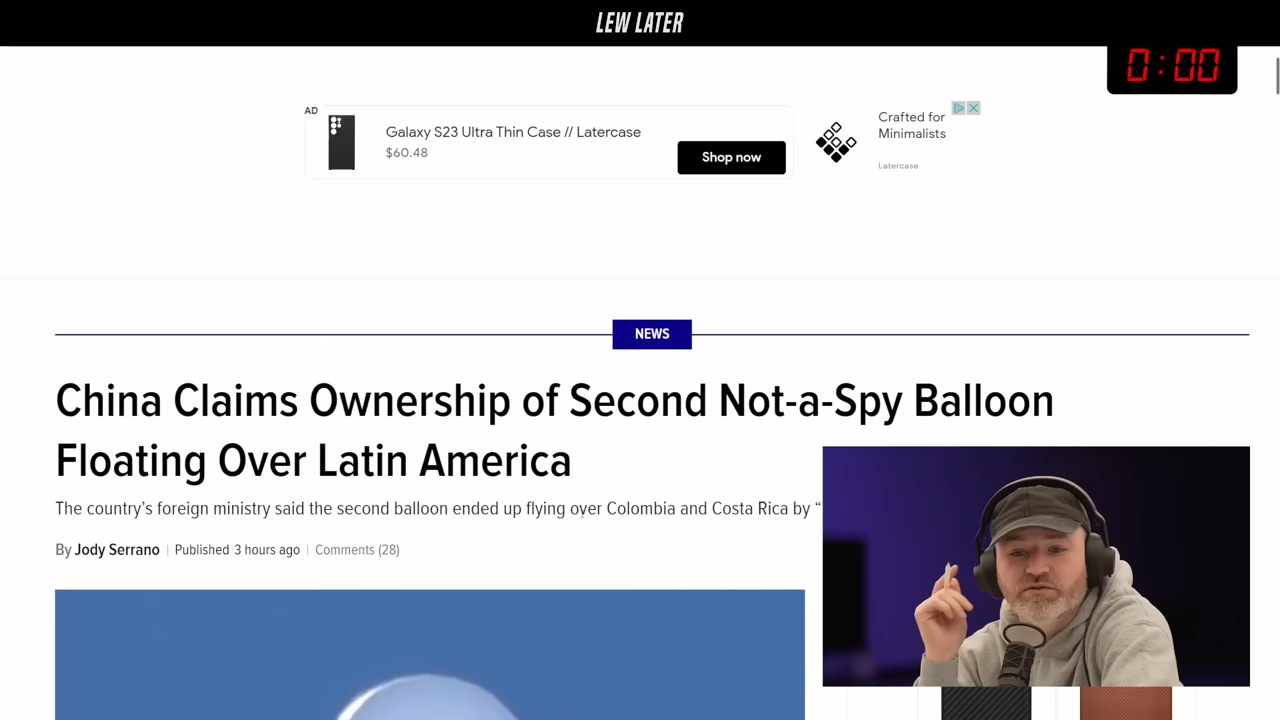 LEW LATER
0:00
AD
Galaxy S23 Ultra Thin Case // Latercase
$60.48
Shop now
Crafted for
Minimalists
Latercase
NEWS
China Claims Ownership of Second Not-a-Spy Balloon
Floating Over Latin America
The country’s foreign ministry said the second balloon ended up flying over Colombia and Costa Rica by “
By Jody Serrano | Published 3 hours ago | Comments (28)